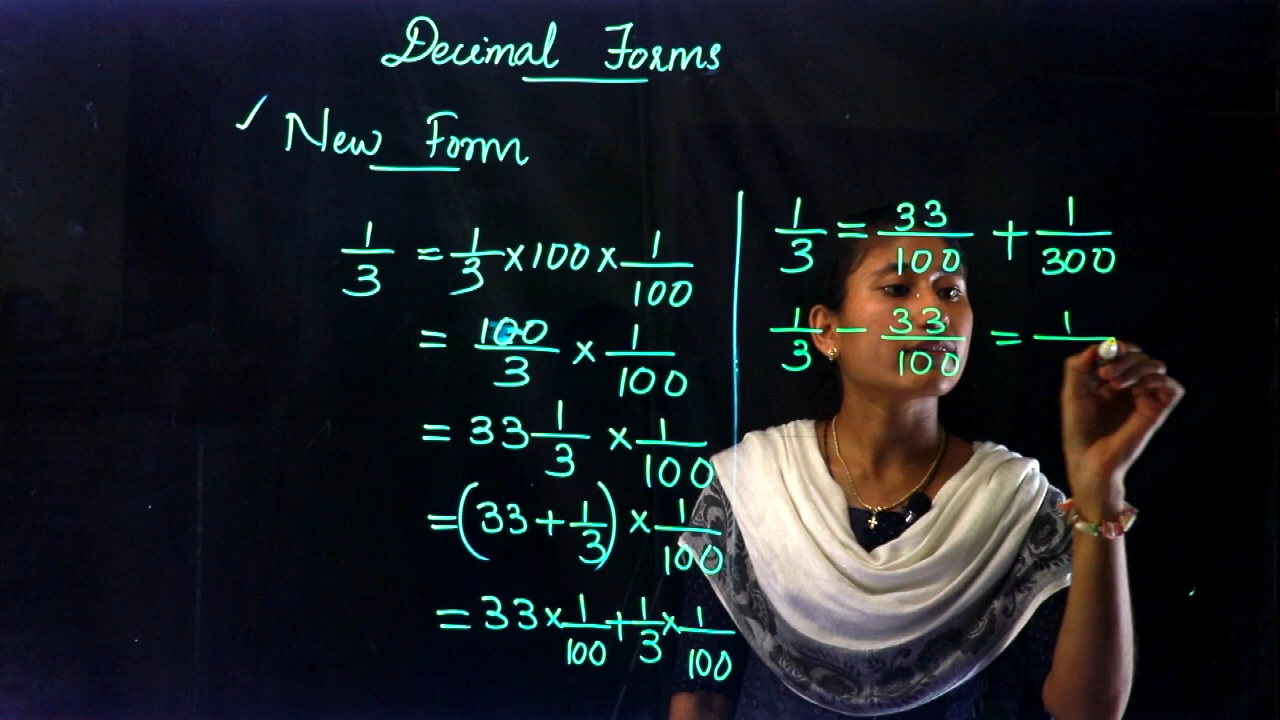 Decimal Forms
✓ New Form
1/3 = 1/3 × 100 × 1/100
= 100/3 × 1/100
= 33 1/3 × 1/100
= (33 + 1/3) × 1/100
= 33 × 1/100 + 1/3 × 1/100
1/3 = 33/100 + 1/300
1/3 − 33/100 = 1/